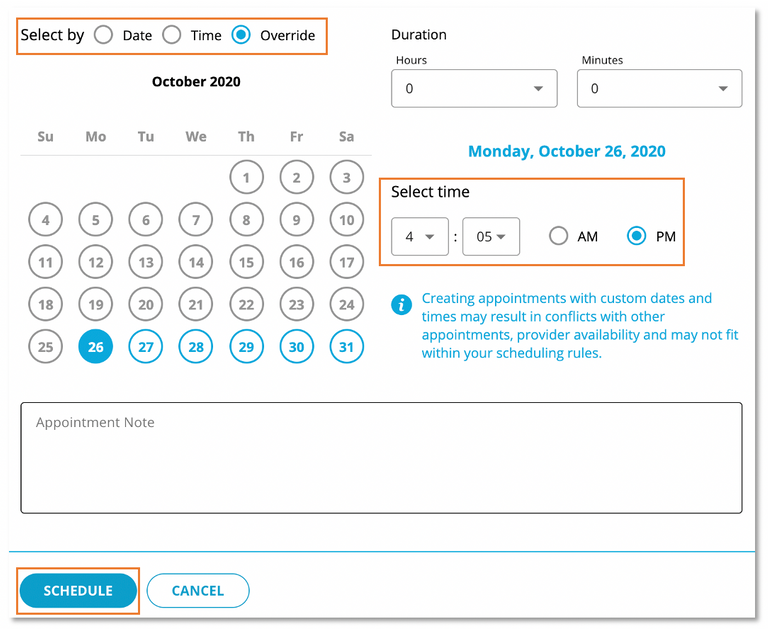 Select by Date Time Override
October 2020
Su Mo Tu We Th Fr Sa
1 2 3
4 5 6 7 8 9 10
11 12 13 14 15 16 17
18 19 20 21 22 23 24
25 26 27 28 29 30 31
Duration
Hours Minutes
0 0
Monday, October 26, 2020
Select time
4 : 05 AM PM
i Creating appointments with custom dates and
times may result in conflicts with other
appointments, provider availability and may not fit
within your scheduling rules.
Appointment Note
SCHEDULE CANCEL